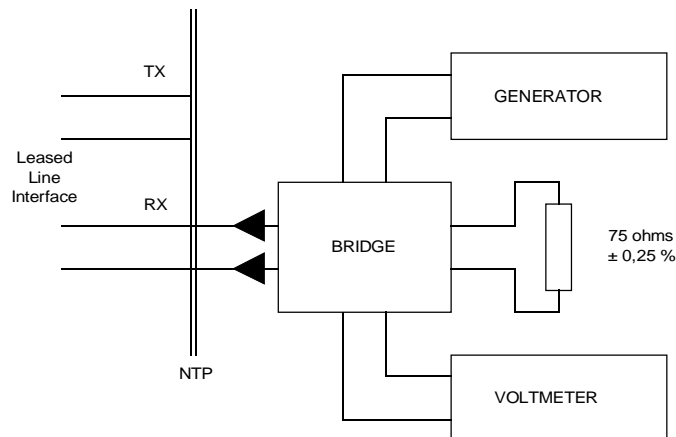 TX
GENERATOR
Leased
Line
Interface
RX
BRIDGE
75 ohms
± 0,25 %
NTP
VOLTMETER